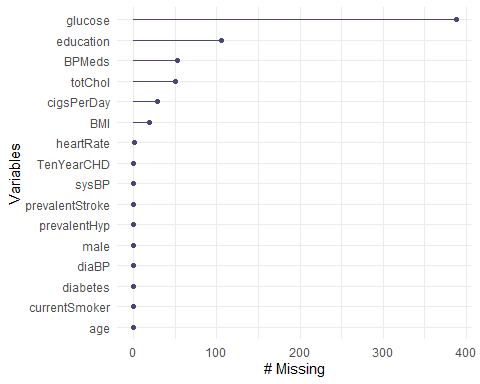 glucose
education
BPMeds
totChol
cigsPerDay
BMI
heartRate
TenYearCHD
sysBP
prevalentStroke
prevalentHyp
male
diaBP
diabetes
currentSmoker
age
Variables
0 100 200 300 400
# Missing